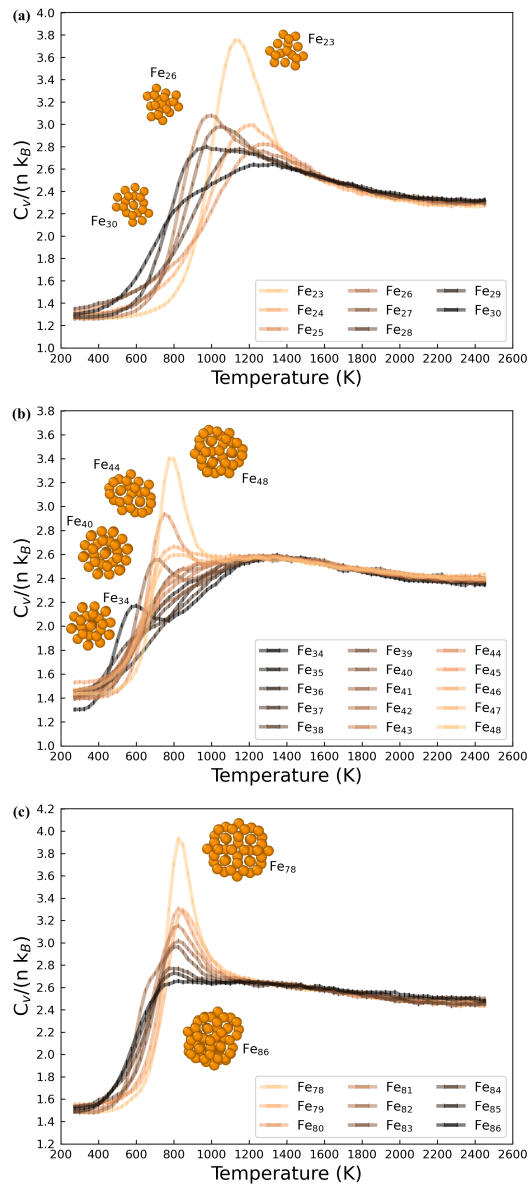 (a)
Fe23
Fe26
Fe30
Cv/(n kB)
4.0
3.8
3.6
3.4
3.2
3.0
2.8
2.6
2.4
2.2
2.0
1.8
1.6
1.4
1.2
1.0
Fe23 Fe26 Fe29
Fe24 Fe27 Fe30
Fe25 Fe28
200 400 600 800 1000 1200 1400 1600 1800 2000 2200 2400 2600
Temperature (K)
(b)
Fe44
Fe48
Fe40
Fe34
Cv/(n kB)
3.8
3.6
3.4
3.2
3.0
2.8
2.6
2.4
2.2
2.0
1.8
1.6
1.4
1.2
1.0
Fe34 Fe39 Fe44
Fe35 Fe40 Fe45
Fe36 Fe41 Fe46
Fe37 Fe42 Fe47
Fe38 Fe43 Fe48
200 400 600 800 1000 1200 1400 1600 1800 2000 2200 2400 2600
Temperature (K)
(c)
Fe78
Fe86
Cv/(n kB)
4.2
4.0
3.8
3.6
3.4
3.2
3.0
2.8
2.6
2.4
2.2
2.0
1.8
1.6
1.4
1.2
Fe78 Fe81 Fe84
Fe79 Fe82 Fe85
Fe80 Fe83 Fe86
200 400 600 800 1000 1200 1400 1600 1800 2000 2200 2400 2600
Temperature (K)